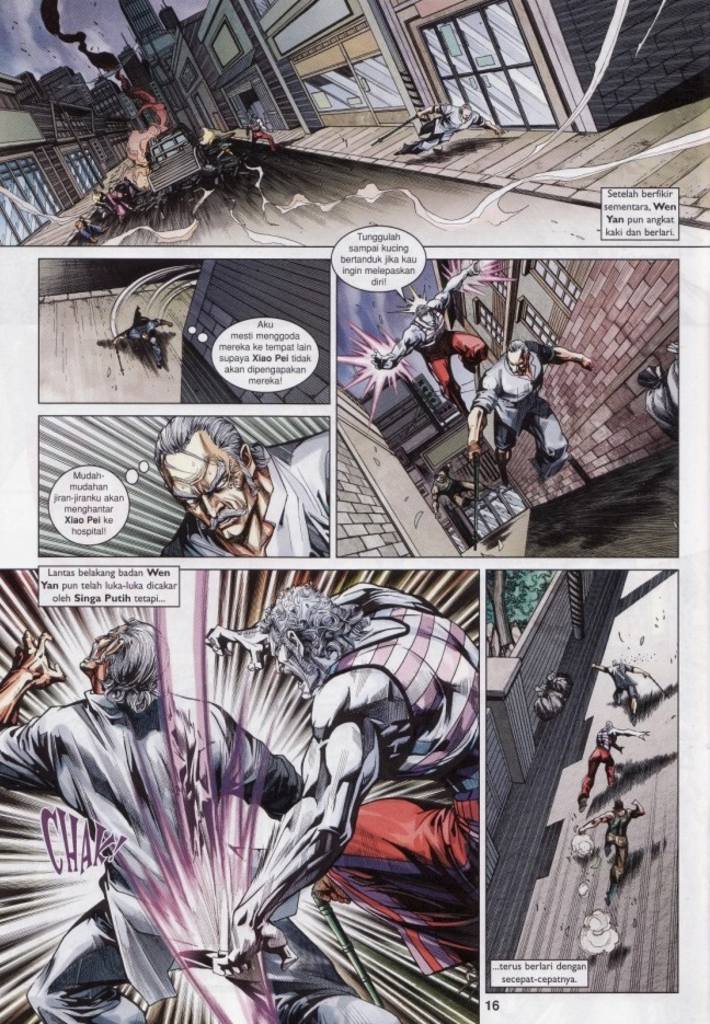 Setelah berfikir
sementara, Wen
Yan pun angkat
kaki dan berlari.
Aku
mesti menggoda
mereka ke tempat lain
supaya Xiao Pei tidak
akan dipengapakan
mereka!
Tunggulah
sampai kucing
bertanduk jika kau
ingin melepaskan
diri!
Mudah-
mudahan
jiran-jiranku akan
menghantar
Xiao Pei ke
hospital!
Lantas belakang badan Wen
Yan pun telah luka-luka dicakar
oleh Singa Putih tetapi...
CHAK!
...terus berlari dengan
secepat-cepatnya.
16